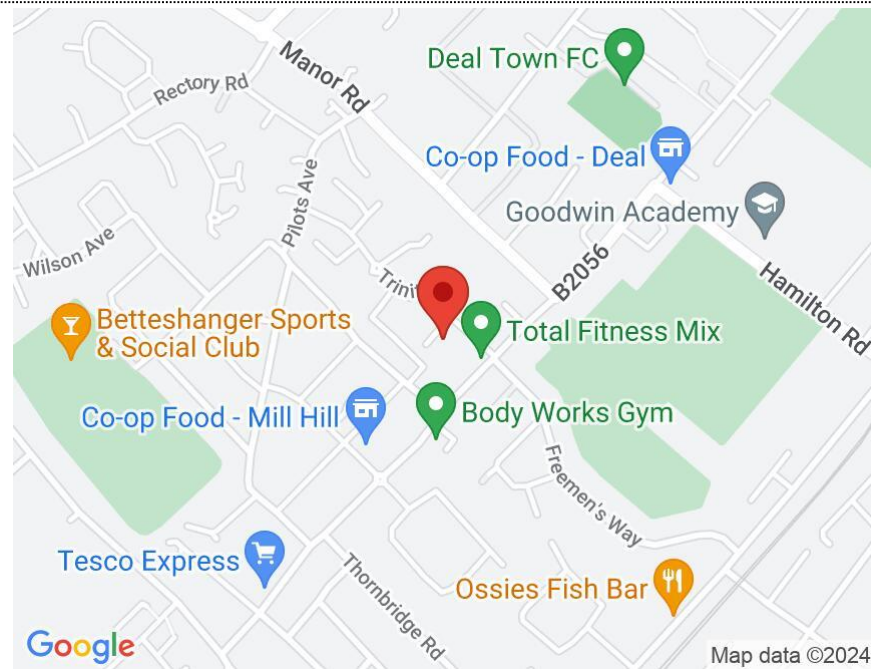 Deal Town FC
Manor Rd
Rectory Rd
Co-op Food - Deal
Pilots Ave
Goodwin Academy
Wilson Ave
B2056
Hamilton Rd
Betteshanger Sports
& Social Club
Total Fitness Mix
Co-op Food - Mill Hill
Body Works Gym
Freemen's Way
Tesco Express
Thornbridge Rd
Ossies Fish Bar
Google
Map data ©2024